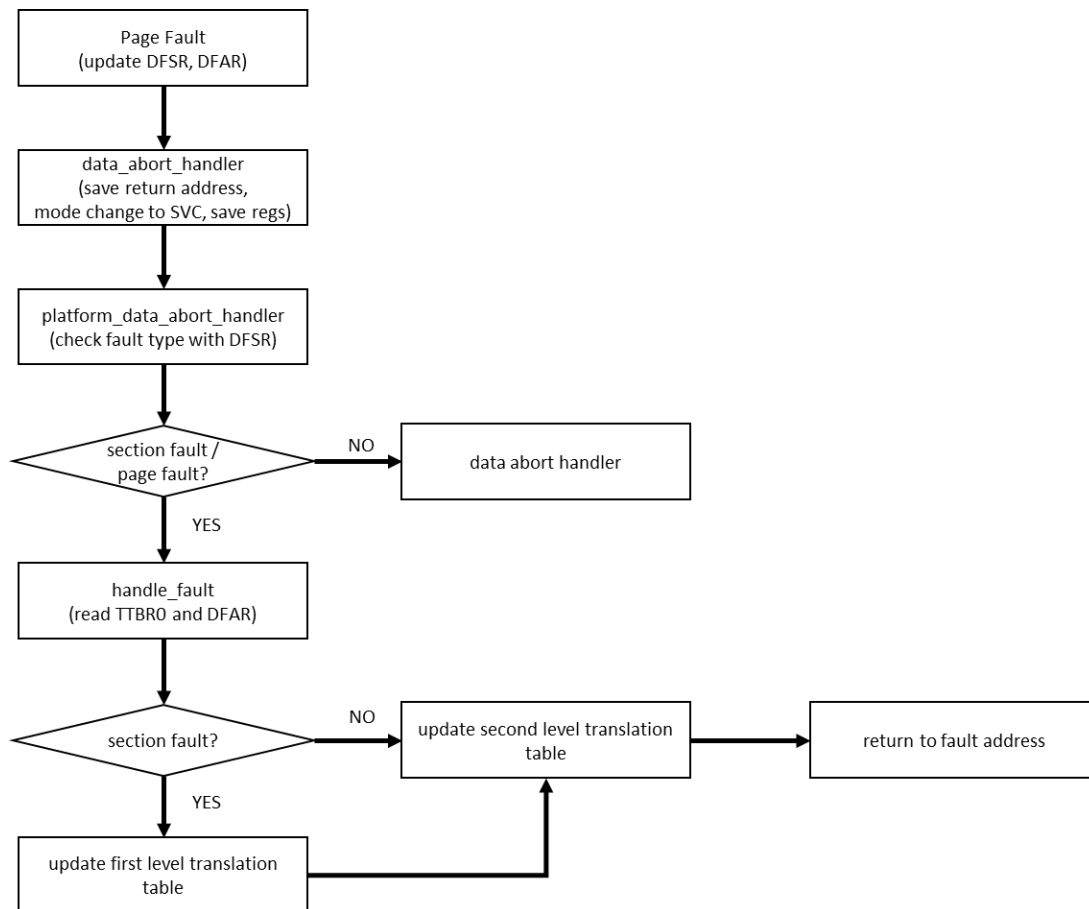 Page Fault
(update DFSR, DFAR)
data_abort_handler
(save return address,
mode change to SVC, save regs)
platform_data_abort_handler
(check fault type with DFSR)
section fault /
page fault?
NO
data abort handler
YES
handle_fault
(read TTBR0 and DFAR)
section fault?
NO
update second level translation
table
return to fault address
YES
update first level translation
table